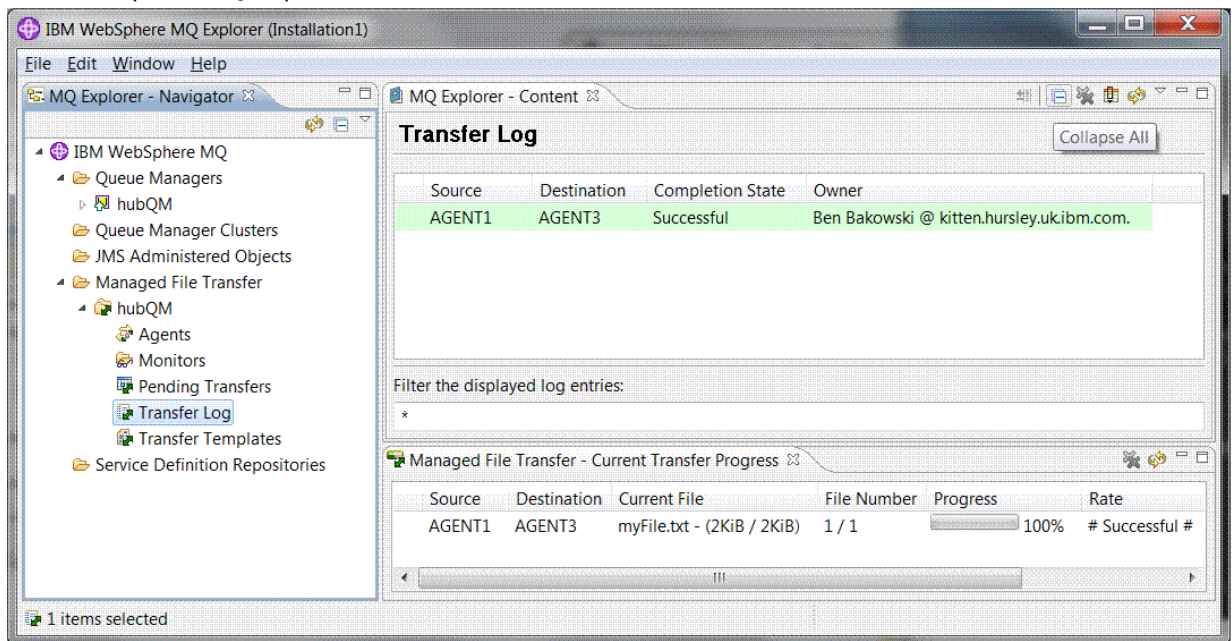 IBM WebSphere MQ Explorer (Installation1)
File Edit Window Help
MQ Explorer - Navigator
IBM WebSphere MQ
Queue Managers
hubQM
Queue Manager Clusters
JMS Administered Objects
Managed File Transfer
hubQM
Agents
Monitors
Pending Transfers
Transfer Log
Transfer Templates
Service Definition Repositories
MQ Explorer - Content
Transfer Log
Collapse All
Source Destination Completion State Owner
AGENT1 AGENT3 Successful Ben Bakowski @ kitten.hursley.uk.ibm.com.
Filter the displayed log entries:
*
Managed File Transfer - Current Transfer Progress
Source Destination Current File File Number Progress Rate
AGENT1 AGENT3 myFile.txt - (2KiB / 2KiB) 1 / 1 100% # Successful #
1 items selected